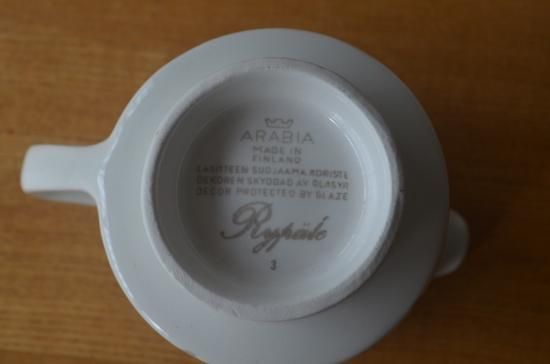 ARABIA
MADE IN
FINLAND
LASITTEEN SUOJAAMA KORISTE
DEKOREN SKYDDAD AV GLASYR
DECOR PROTECTED BY GLAZE
Rypäle
3